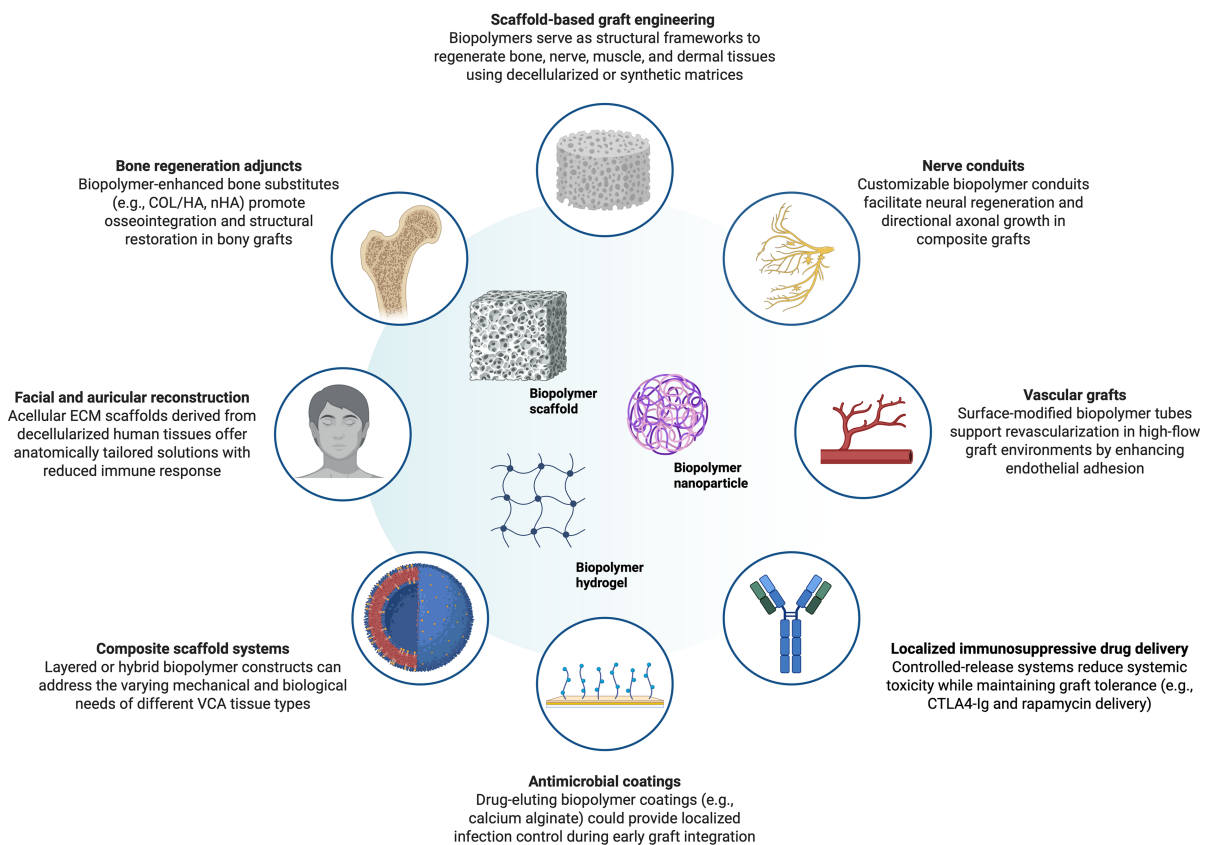 Scaffold-based graft engineering
Biopolymers serve as structural frameworks to
regenerate bone, nerve, muscle, and dermal tissues
using decellularized or synthetic matrices
Bone regeneration adjuncts
Biopolymer-enhanced bone substitutes
(e.g., COL/HA, nHA) promote
osseointegration and structural
restoration in bony grafts
Nerve conduits
Customizable biopolymer conduits
facilitate neural regeneration and
directional axonal growth in
composite grafts
Facial and auricular reconstruction
Acellular ECM scaffolds derived from
decellularized human tissues offer
anatomically tailored solutions with
reduced immune response
Biopolymer
scaffold
Biopolymer
nanoparticle
Biopolymer
hydrogel
Vascular grafts
Surface-modified biopolymer tubes
support revascularization in high-flow
graft environments by enhancing
endothelial adhesion
Composite scaffold systems
Layered or hybrid biopolymer constructs can
address the varying mechanical and biological
needs of different VCA tissue types
Localized immunosuppressive drug delivery
Controlled-release systems reduce systemic
toxicity while maintaining graft tolerance (e.g.,
CTLA4-Ig and rapamycin delivery)
Antimicrobial coatings
Drug-eluting biopolymer coatings (e.g.,
calcium alginate) could provide localized
infection control during early graft integration